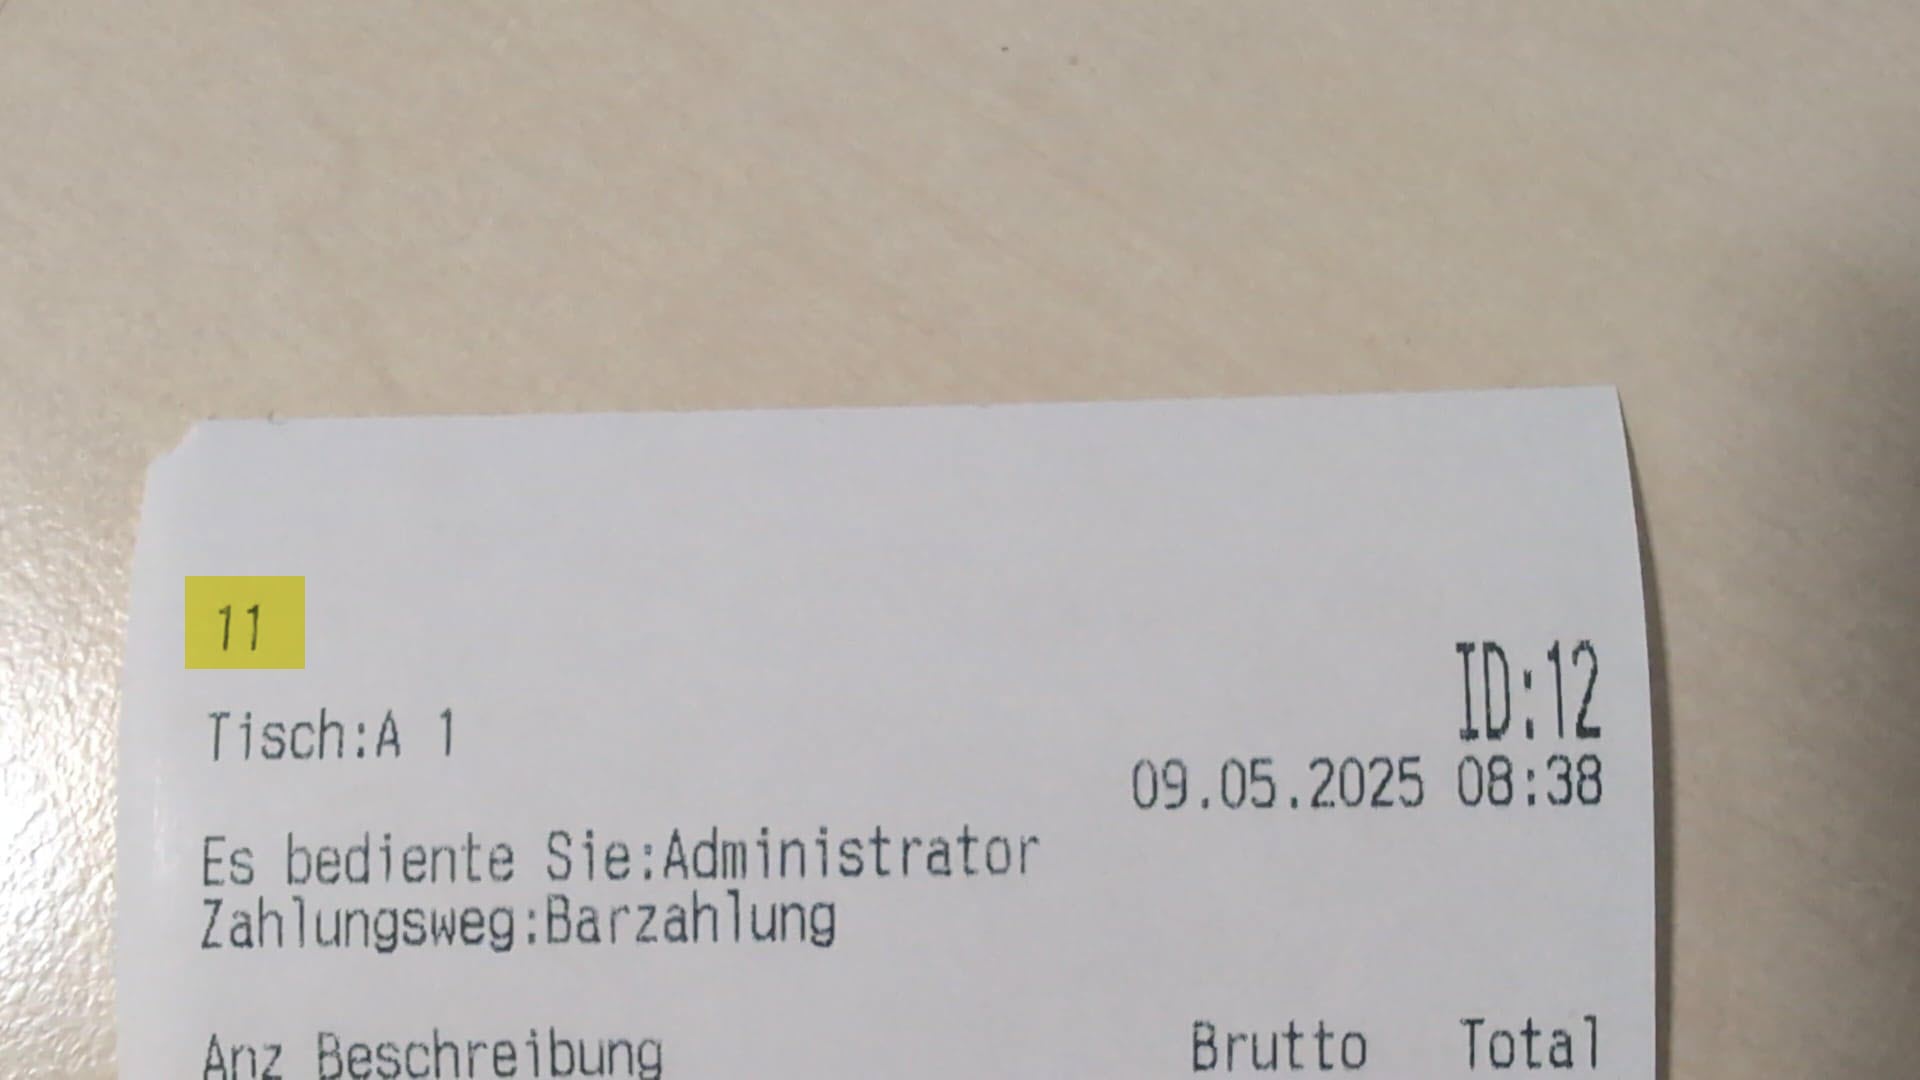 11
ID:12
Tisch:A 1
09.05.2025 08:38
Es bediente Sie:Administrator
Zahlungsweg:Barzahlung
Anz Beschreibung Brutto Total